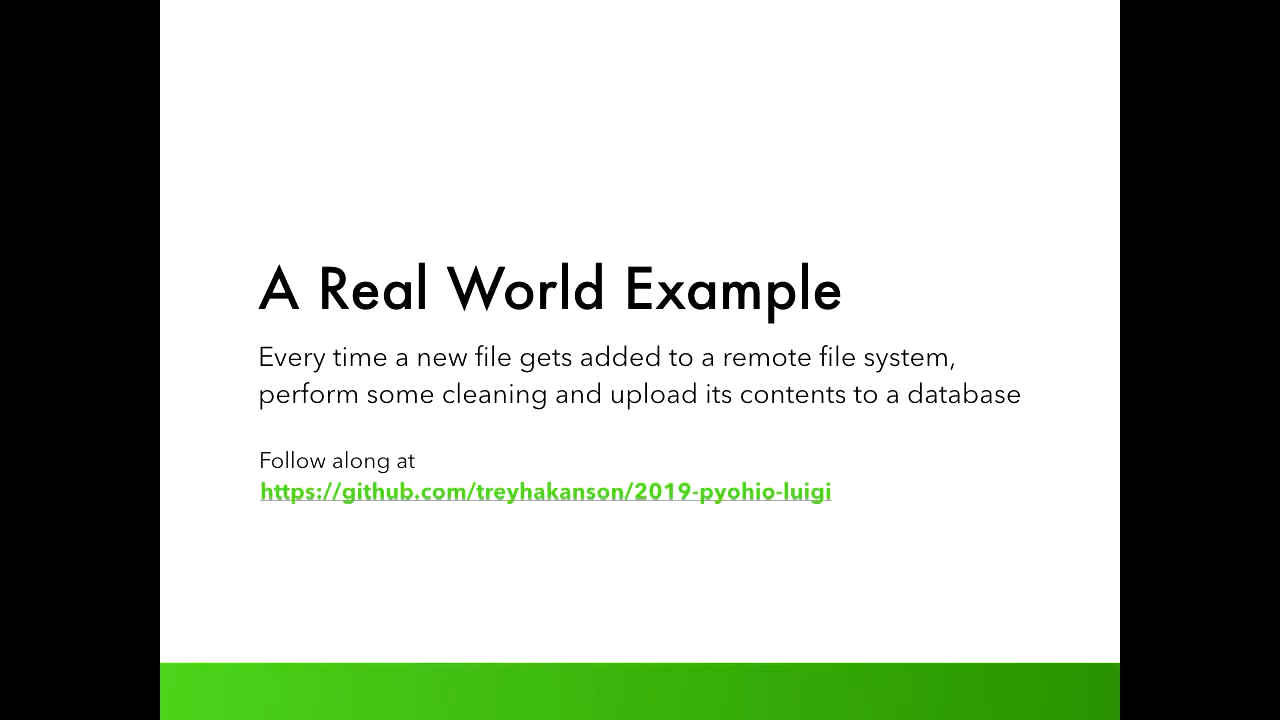 A Real World Example
Every time a new file gets added to a remote file system,
perform some cleaning and upload its contents to a database
Follow along at
https://github.com/treyhakanson/2019-pyohio-luigi